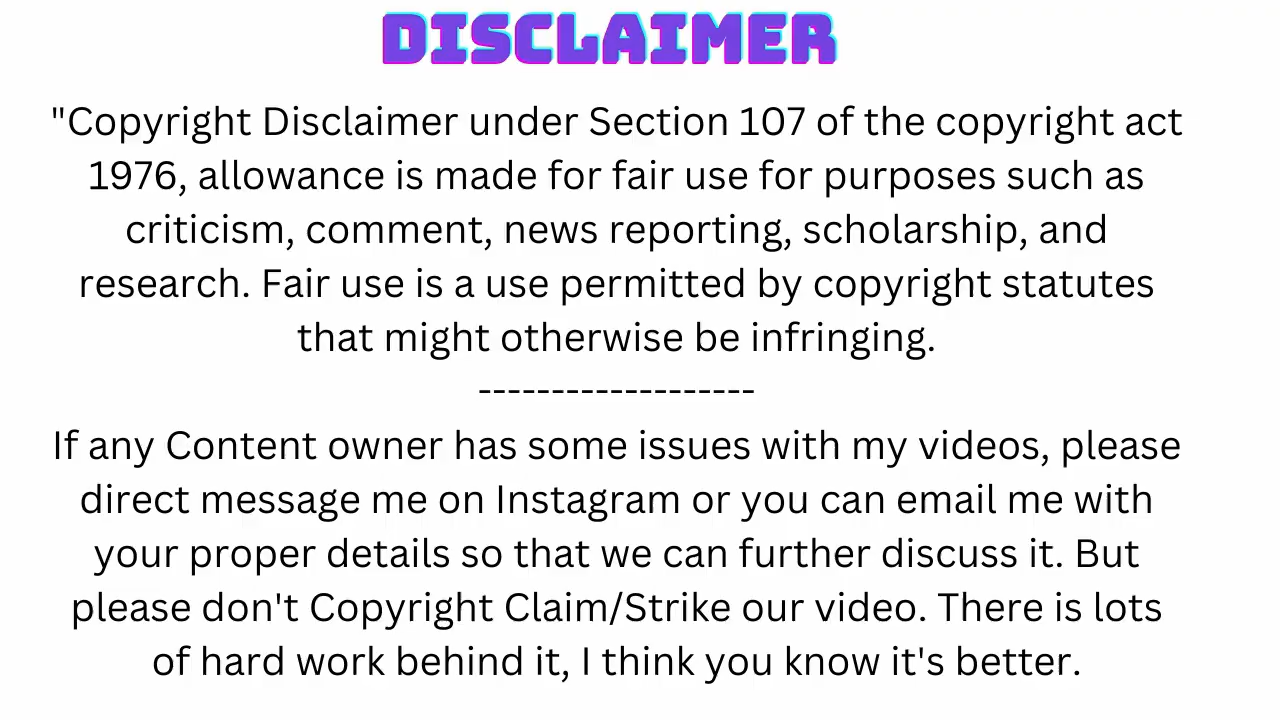 DISCLAIMER
"Copyright Disclaimer under Section 107 of the copyright act
1976, allowance is made for fair use for purposes such as
criticism, comment, news reporting, scholarship, and
research. Fair use is a use permitted by copyright statutes
that might otherwise be infringing.
-------------------
If any Content owner has some issues with my videos, please
direct message me on Instagram or you can email me with
your proper details so that we can further discuss it. But
please don't Copyright Claim/Strike our video. There is lots
of hard work behind it, I think you know it's better.